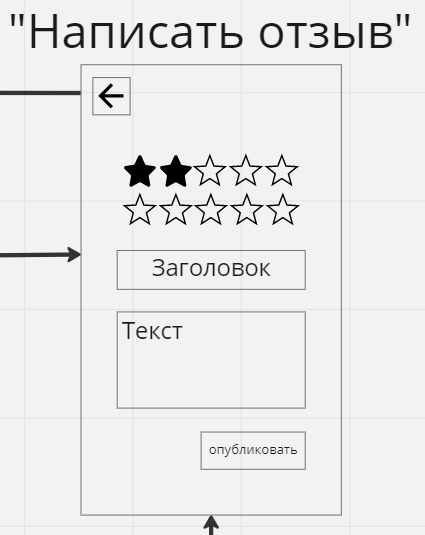 "Написать отзыв"
Заголовок
Текст
опубликовать